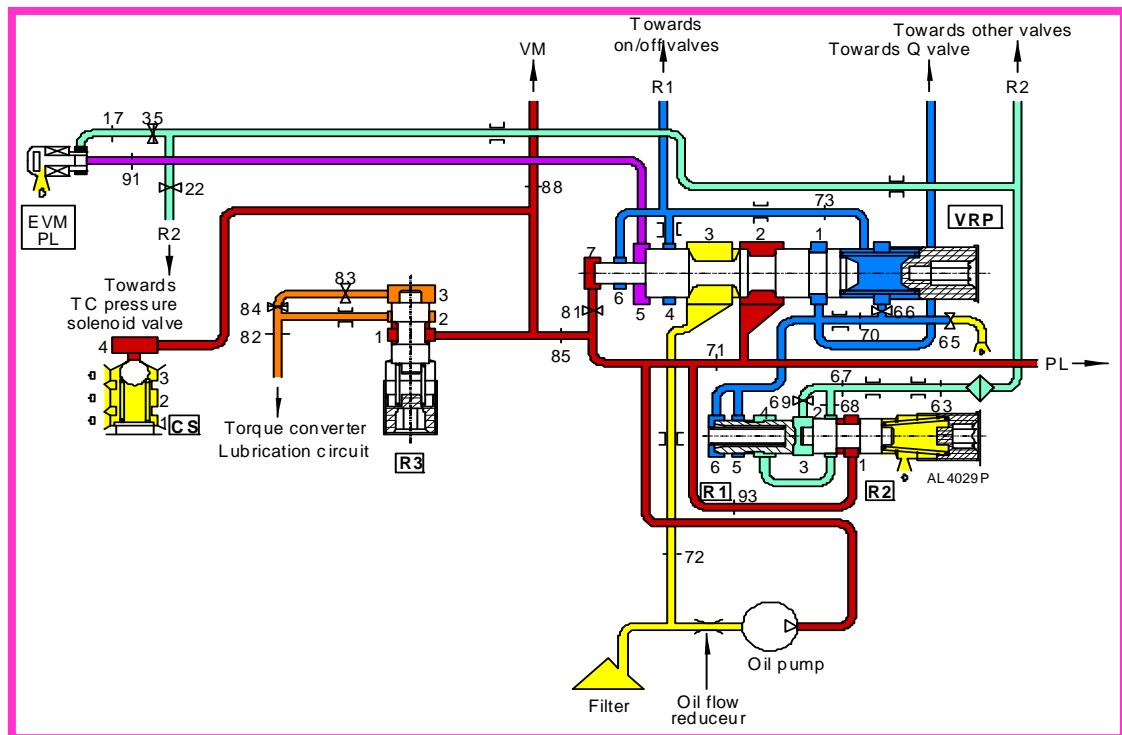 Towards
on/off valves
Towards other valves
Towards Q valve
VM
R1
R2
17
35
91
22
88
73
VRP
EVM
PL
R2
Towards
TC pressure
solenoid valve
3
2
1
7
6
5
4
81
66
70
65
83
84
82
3
2
1
85
71
PL
4
3
2
1
CS
67
69
68
63
4
2
6
5
3
1
AL4029P
Torque converter
Lubrication circuit
R3
R1
R2
93
72
Oil pump
Filter
Oil flow
reduceur